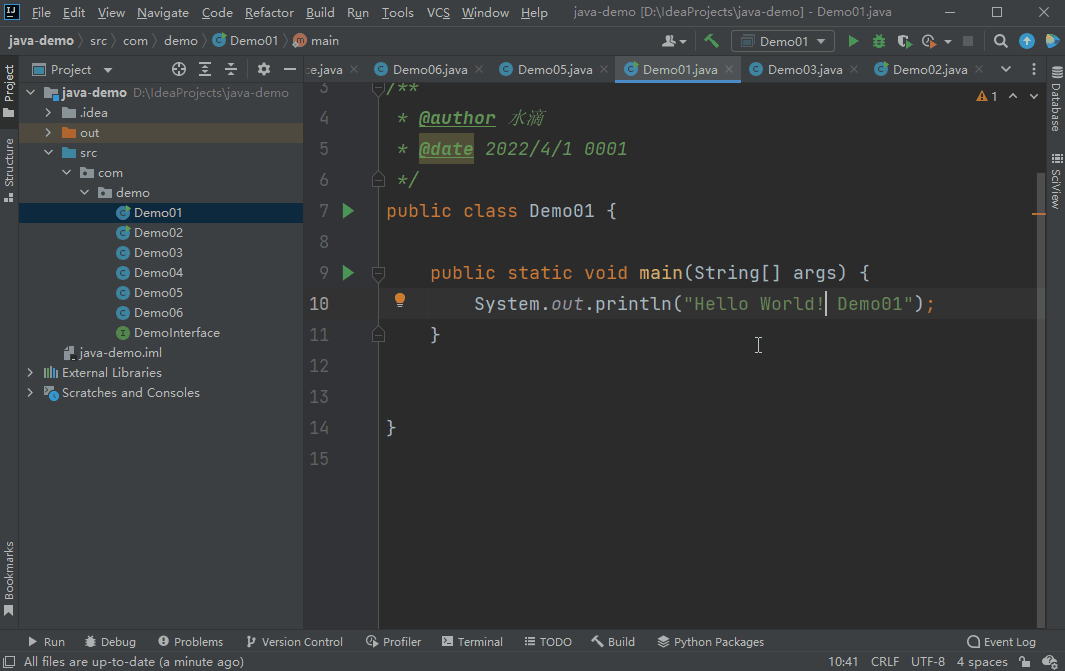 File Edit View Navigate Code Refactor Build Run Tools VCS Window Help java-demo [D:\IdeaProjects\java-demo] - Demo01.java
java-demo src com demo Demo01 main
Demo01
Project
ce.java Demo06.java Demo05.java Demo01.java Demo03.java Demo02.java
Project
Structure
Bookmarks
java-demo D:\IdeaProjects\java-demo
.idea
out
src
com
demo
Demo01
Demo02
Demo03
Demo04
Demo05
Demo06
DemoInterface
java-demo.iml
External Libraries
Scratches and Consoles
3 /**
4 * @author 水滴
5 * @date 2022/4/1 0001
6 */
7 public class Demo01 {
8
9 public static void main(String[] args) {
10 System.out.println("Hello World! Demo01");
11 }
12
13
14 }
15
1
Database
SciView
Run Debug Problems Version Control Profiler Terminal TODO Build Python Packages Event Log
All files are up-to-date (a minute ago) 10:41 CRLF UTF-8 4 spaces